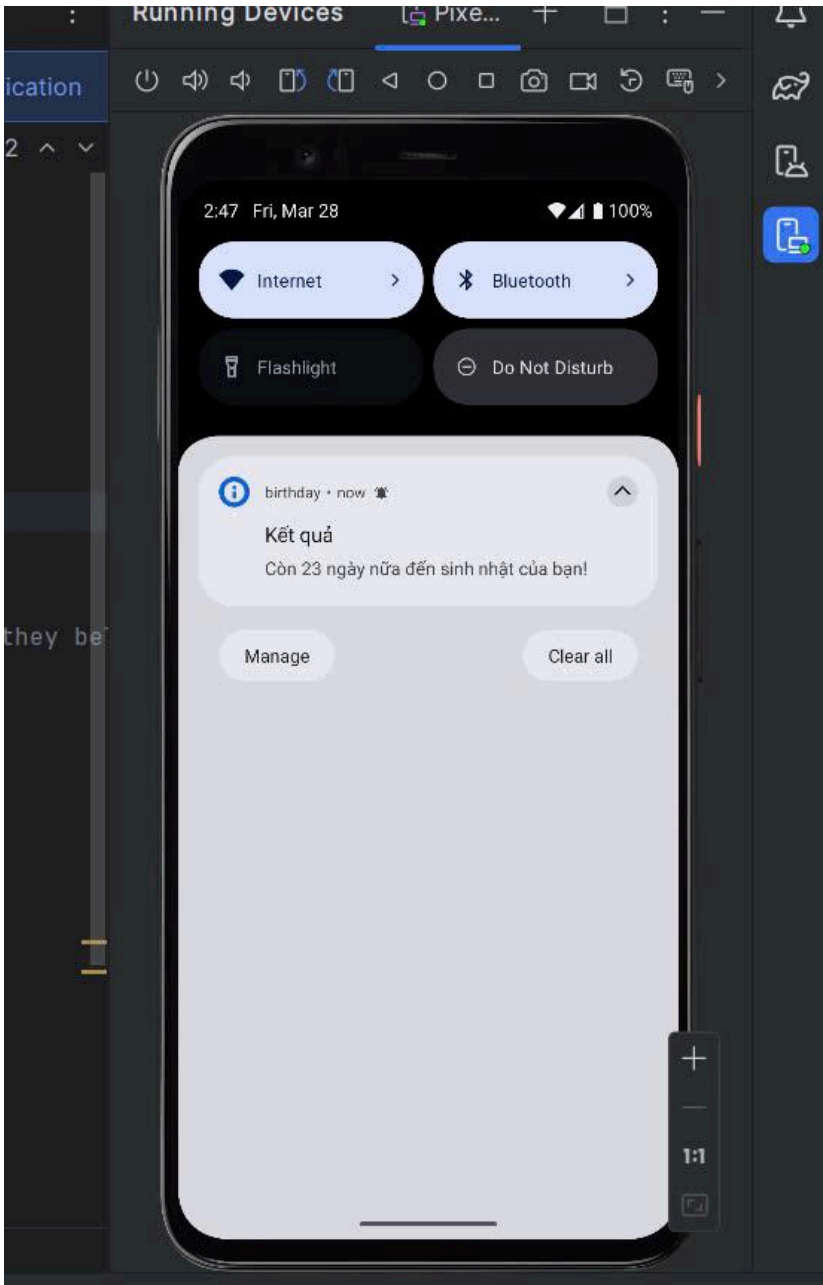 Running Devices
Pixe...
ication
2
2:47 Fri, Mar 28
100%
Internet
Bluetooth
Flashlight
Do Not Disturb
birthday • now
Kết quả
Còn 23 ngày nữa đến sinh nhật của bạn!
they be
Manage
Clear all
1:1